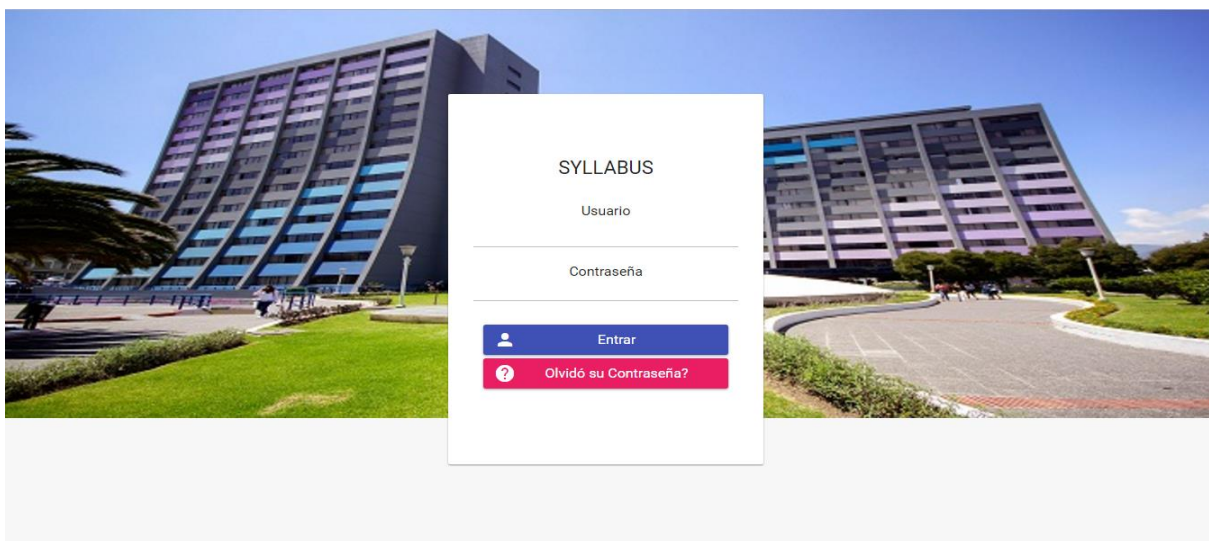 SYLLABUS
Usuario
Contraseña
Entrar
Olvidó su Contraseña?